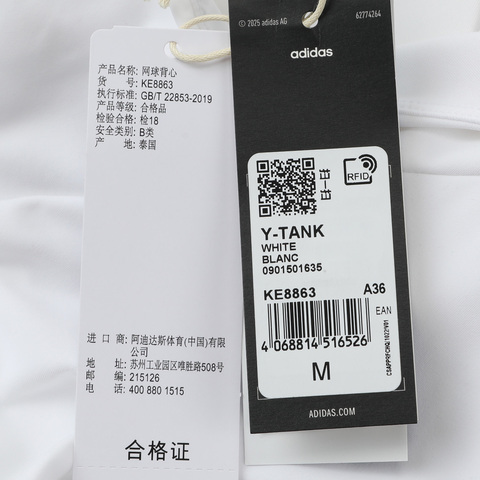 产品名称: 网球背心
货 号: KE8863
执行标准: GB/T 22853-2019
产品等级: 合格品
检验合格: 检18
安全类别: B类
产 地: 泰国
进 口 商: 阿迪达斯体育(中国)有限
公司
地 址: 苏州工业园区唯胜路508号
邮 编: 215126
电 话: 400 880 1515
合格证
© 2025 adidas AG
62774264
adidas
RFID
Y-TANK
WHITE
BLANC
0901501635
KE8863
A36
EAN
4 068814 516526
M
ADIDAS.COM